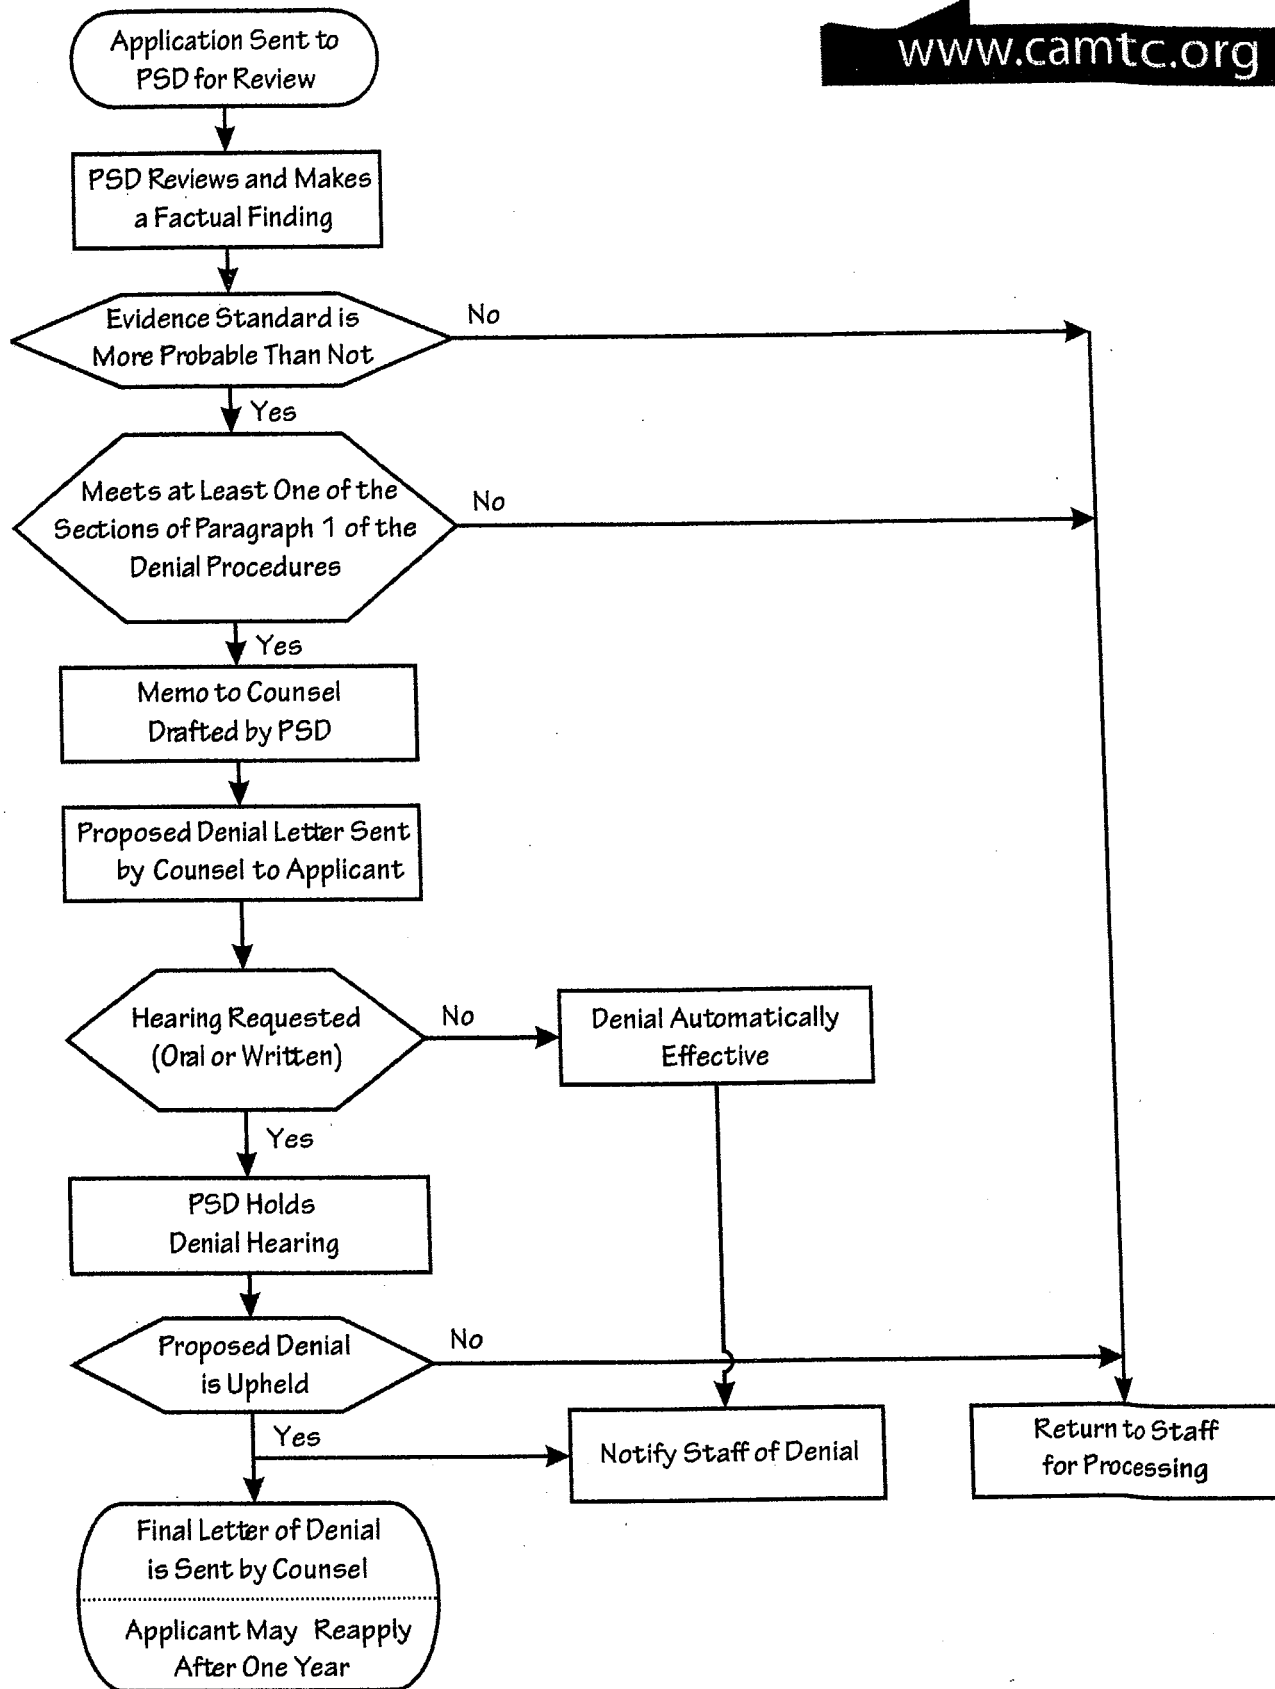 www.camtc.org
Application Sent to
PSD for Review
PSD Reviews and Makes
a Factual Finding
Evidence Standard is
More Probable Than Not
No
Yes
Meets at Least One of the
Sections of Paragraph 1 of the
Denial Procedures
No
Yes
Memo to Counsel
Drafted by PSD
Proposed Denial Letter Sent
by Counsel to Applicant
Hearing Requested
(Oral or Written)
No
Denial Automatically
Effective
Yes
PSD Holds
Denial Hearing
Proposed Denial
is Upheld
No
Yes
Notify Staff of Denial
Return to Staff
for Processing
Final Letter of Denial
is Sent by Counsel
Applicant May Reapply
After One Year